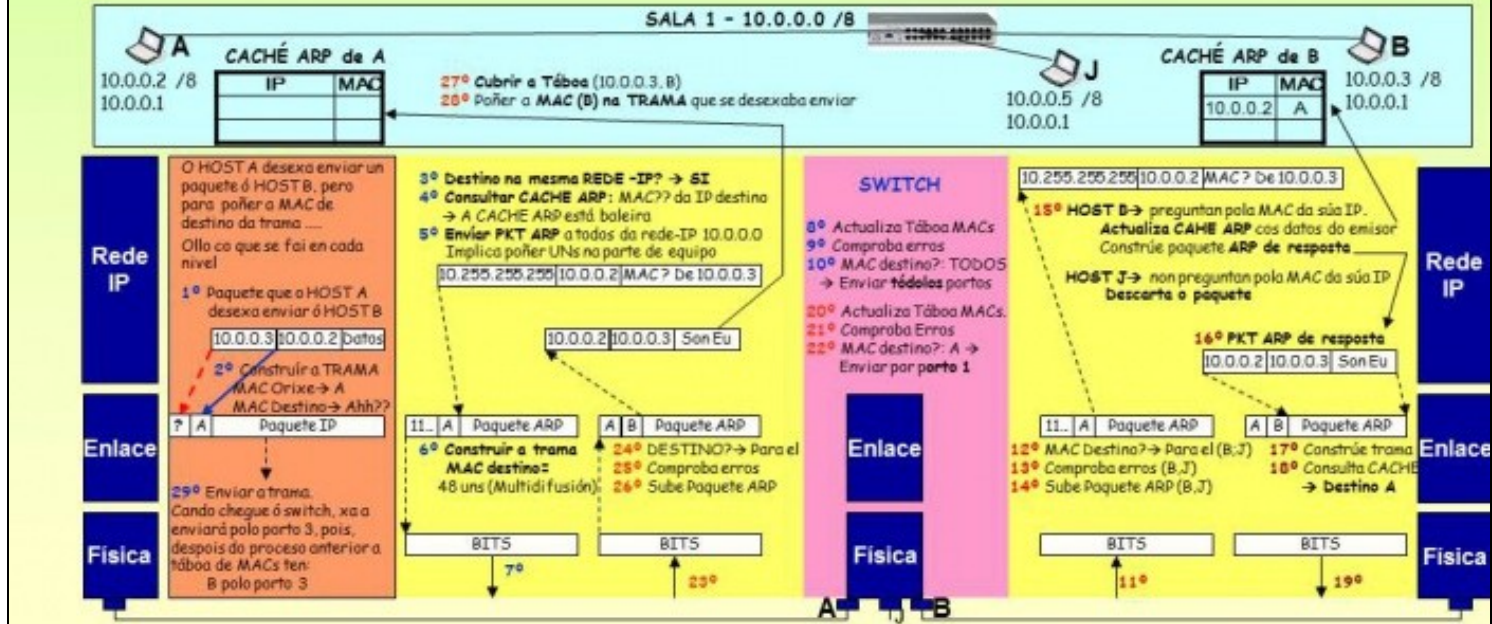 SALA 1 - 10.0.0.0 /8
A
10.0.0.2 /8
10.0.0.1
CACHÉ ARP de A
IP MAC
27º Cubrir a Táboa (10.0.0.3, B)
28º Poñer a MAC (B) na TRAMA que se desexaba enviar
J
10.0.0.5 /8
10.0.0.1
CACHÉ ARP de B
IP MAC
10.0.0.2 A
B
10.0.0.3 /8
10.0.0.1
Rede
IP
Enlace
Física
O HOST A desexa enviar un
paquete ó HOST B, pero
para poñer a MAC de
destino da trama .....
Ollo co que se fai en cada
nivel
1º Paquete que o HOST A
desexa enviar ó HOST B
10.0.0.3 10.0.0.2 Datos
2º Construír a TRAMA
MAC Orixe→ A
MAC Destino→ Ahh??
? A Paquete IP
29º Enviar a trama.
Cando chegue ó switch, xa a
enviará polo porto 3, pois,
despois do proceso anterior a
táboa de MACs ten:
B polo porto 3
3º Destino na mesma REDE -IP? → SI
4º Consultar CACHE ARP: MAC?? da IP destino
→ A CACHE ARP está baleira
5º Enviar PKT ARP a todos da rede-IP 10.0.0.0
Implica poñer UNs na parte de equipo
10.255.255.255 10.0.0.2 MAC? De 10.0.0.3
10.0.0.2 10.0.0.3 Son Eu
11... A Paquete ARP
6º Construir a trama
MAC destino=
48 uns (Multidifusión)
BITS
7º
A B Paquete ARP
24º DESTINO?→ Para el
25º Comproba erros
26º Sube Paquete ARP
BITS
23º
SWITCH
8º Actualiza Táboa MACs
9º Comproba erros
10º MAC destino?: TODOS
→ Enviar tódolos portos
20º Actualiza Táboa MACs.
21º Comproba Erros
22º MAC destino?: A →
Enviar por porto 1
Enlace
Física
A J B
10.255.255.255 10.0.0.2 MAC? De 10.0.0.3
15º HOST B→ preguntan pola MAC da súa IP.
Actualiza CAHE ARP cos datos do emisor
Constrúe paquete ARP de resposta
HOST J→ non preguntan pola MAC da súa IP
Descarta o paquete
16º PKT ARP de resposta
10.0.0.2 10.0.0.3 Son Eu
11... A Paquete ARP
12º MAC Destino?→ Para el (B;J)
13º Comproba erros (B,J)
14º Sube Paquete ARP (B,J)
BITS
11º
A B Paquete ARP
17º Constrúe trama
18º Consulta CACHE
→ Destino A
BITS
19º
Rede
IP
Enlace
Física